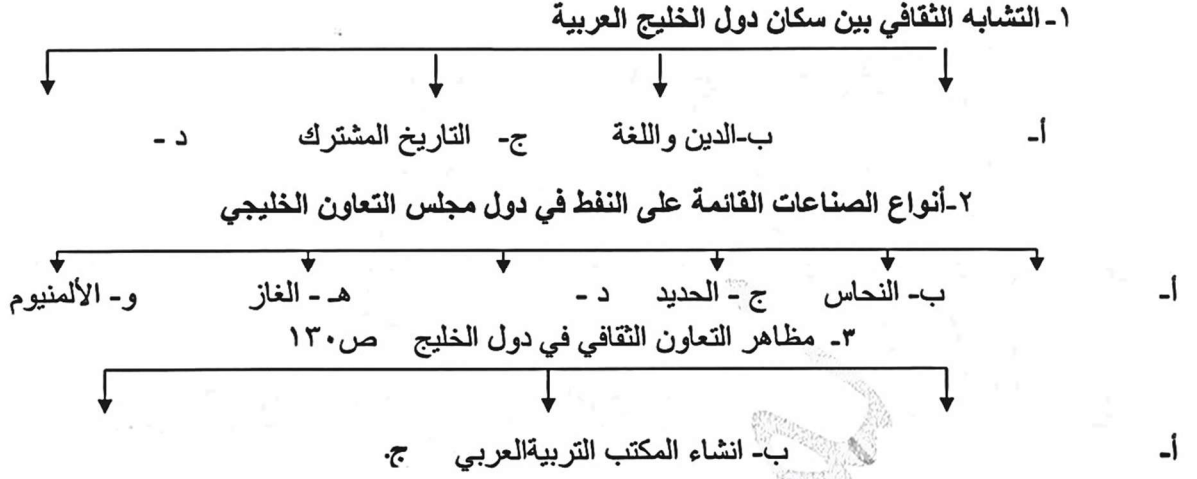 ١- التشابه الثقافي بين سكان دول الخليج العربية
أ- ب-الدين واللغة ج- التاريخ المشترك د -
٢-أنواع الصناعات القائمة على النفط في دول مجلس التعاون الخليجي
أ- ب- النحاس ج - الحديد د - هـ - الغاز و- الألمنيوم
٣- مظاهر التعاون الثقافي في دول الخليج ص١٣٠
أ- ب- انشاء المكتب التربيةالعربي ج.